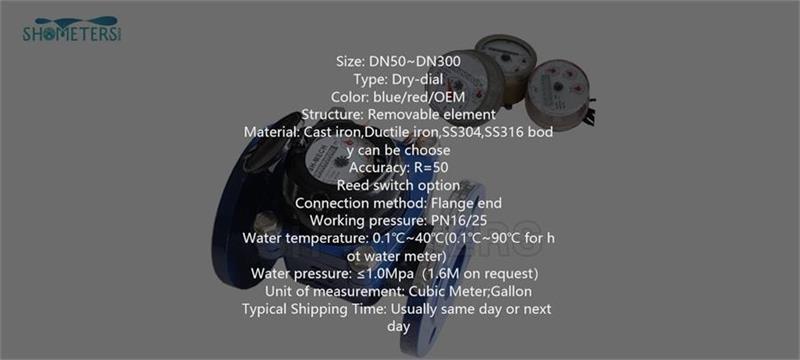 SHOMETERS
Size: DN50~DN300
Type: Dry-dial
Color: blue/red/OEM
Structure: Removable element
Material: Cast iron,Ductile iron,SS304,SS316 bod
y can be choose
Accuracy: R=50
Reed switch option
Connection method: Flange end
Working pressure: PN16/25
Water temperature: 0.1℃~40℃(0.1℃~90℃ for h
ot water meter)
Water pressure: ≤1.0Mpa (1.6M on request)
Unit of measurement: Cubic Meter;Gallon
Typical Shipping Time: Usually same day or next
day